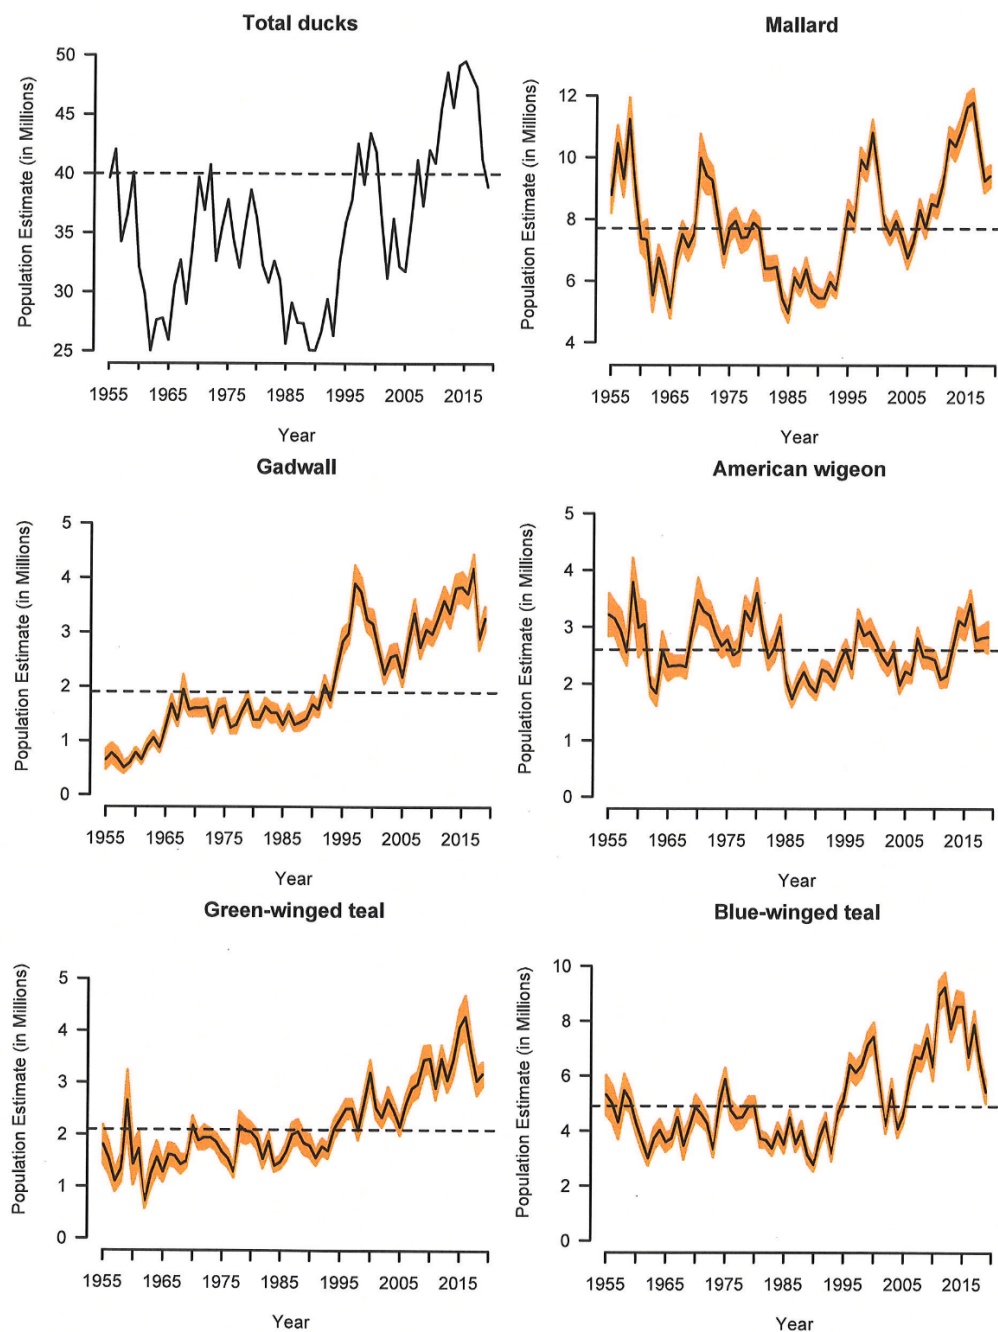 Total ducks
Population Estimate (in Millions)
50
45
40
35
30
25
1955 1965 1975 1985 1995 2005 2015
Year
Mallard
Population Estimate (in Millions)
12
10
8
6
4
1955 1965 1975 1985 1995 2005 2015
Year
Gadwall
Population Estimate (in Millions)
5
4
3
2
1
0
1955 1965 1975 1985 1995 2005 2015
Year
American wigeon
Population Estimate (in Millions)
5
4
3
2
1
0
1955 1965 1975 1985 1995 2005 2015
Year
Green-winged teal
Population Estimate (in Millions)
5
4
3
2
1
0
1955 1965 1975 1985 1995 2005 2015
Year
Blue-winged teal
Population Estimate (in Millions)
10
8
6
4
2
0
1955 1965 1975 1985 1995 2005 2015
Year